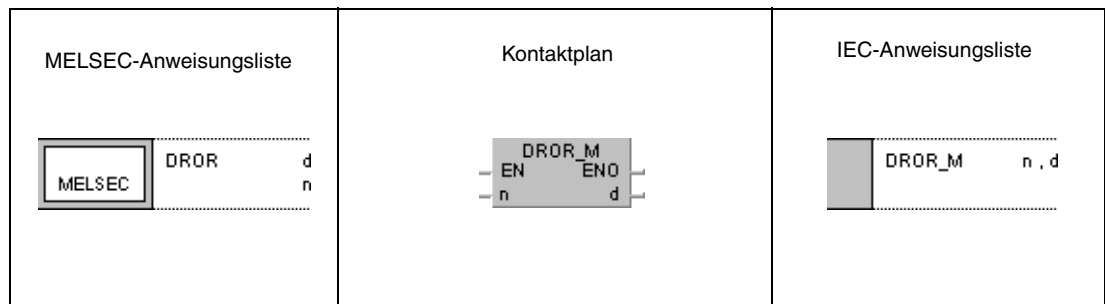 MELSEC-Anweisungsliste
MELSEC
DROR d
n
Kontaktplan
DROR_M
EN ENO
n d
IEC-Anweisungsliste
DROR_M n , d